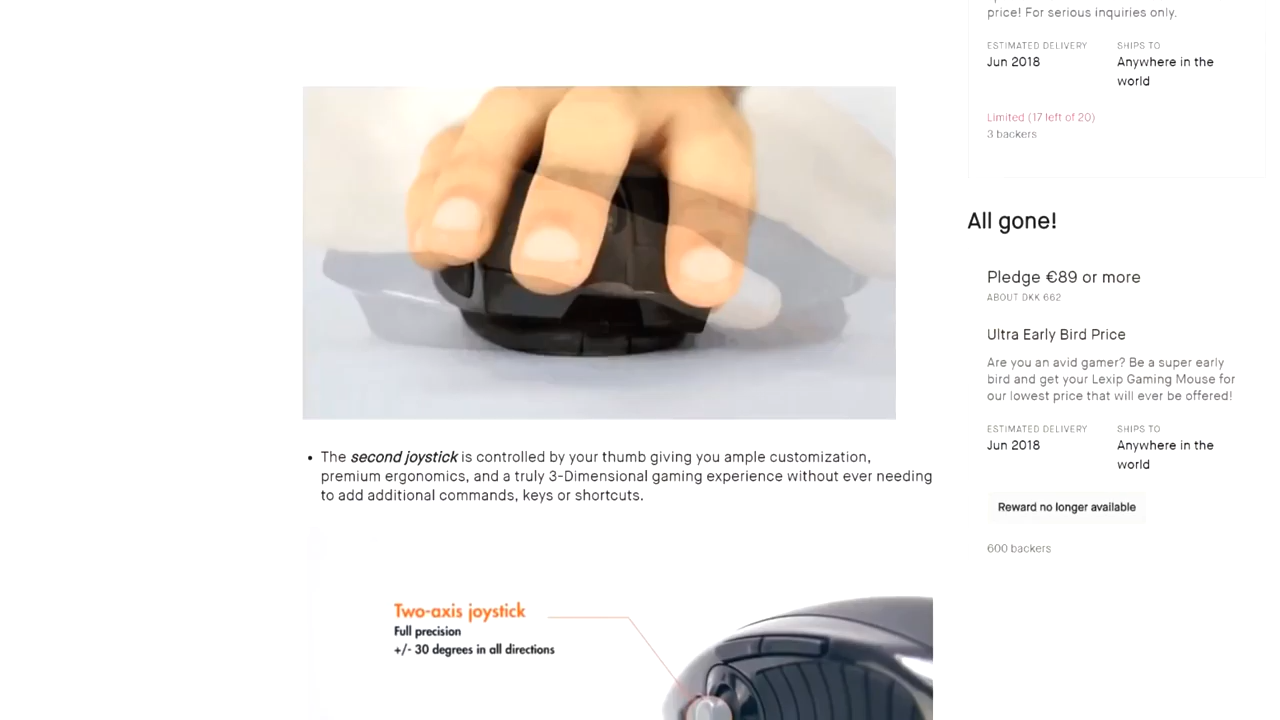 price! For serious inquiries only.
ESTIMATED DELIVERY
SHIPS TO
Jun 2018
Anywhere in the
world
Limited (17 left of 20)
3 backers
All gone!
Pledge €89 or more
ABOUT DKK 662
Ultra Early Bird Price
Are you an avid gamer? Be a super early
bird and get your Lexip Gaming Mouse for
our lowest price that will ever be offered!
ESTIMATED DELIVERY
SHIPS TO
Jun 2018
Anywhere in the
world
Reward no longer available
600 backers
• The second joystick is controlled by your thumb giving you ample customization,
premium ergonomics, and a truly 3-Dimensional gaming experience without ever needing
to add additional commands, keys or shortcuts.
Two-axis joystick
Full precision
+/- 30 degrees in all directions